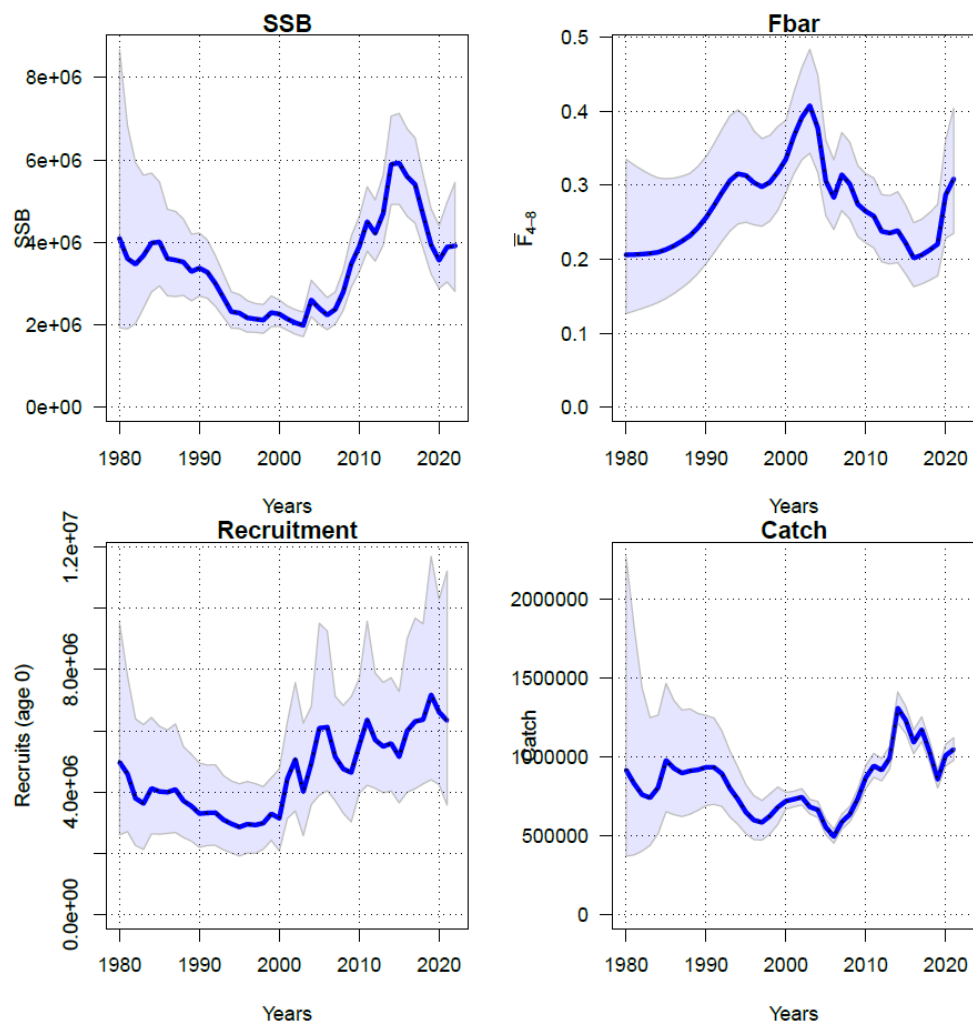 SSB
8e+06
6e+06
4e+06
2e+06
0e+00
SSB
1980 1990 2000 2010 2020
Years
Fbar
0.5
0.4
0.3
0.2
0.1
0.0
F̅4–8
1980 1990 2000 2010 2020
Years
Recruitment
1.2e+07
8.0e+06
4.0e+06
0.0e+00
Recruits (age 0)
1980 1990 2000 2010 2020
Years
Catch
2000000
1500000
1000000
500000
0
Catch
1980 1990 2000 2010 2020
Years